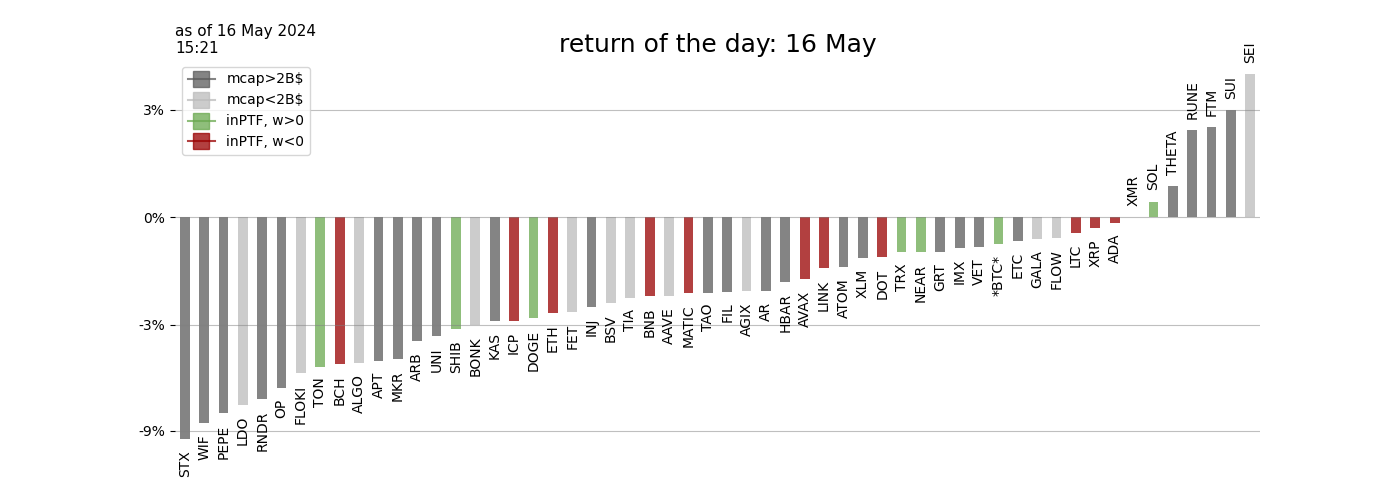 as of 16 May 2024
15:21
return of the day: 16 May
mcap>2B$
mcap<2B$
inPTF, w>0
inPTF, w<0
3%
0%
-3%
-9%
STX
WIF
PEPE
LDO
RNDR
OP
FLOKI
TON
BCH
ALGO
APT
MKR
ARB
UNI
SHIB
BONK
KAS
ICP
DOGE
ETH
FET
INJ
BSV
TIA
BNB
AAVE
MATIC
TAO
FIL
AGIX
AR
HBAR
AVAX
LINK
ATOM
XLM
DOT
TRX
NEAR
GRT
IMX
VET
*BTC*
ETC
GALA
FLOW
LTC
XRP
ADA
XMR
SOL
THETA
RUNE
FTM
SUI
SEI